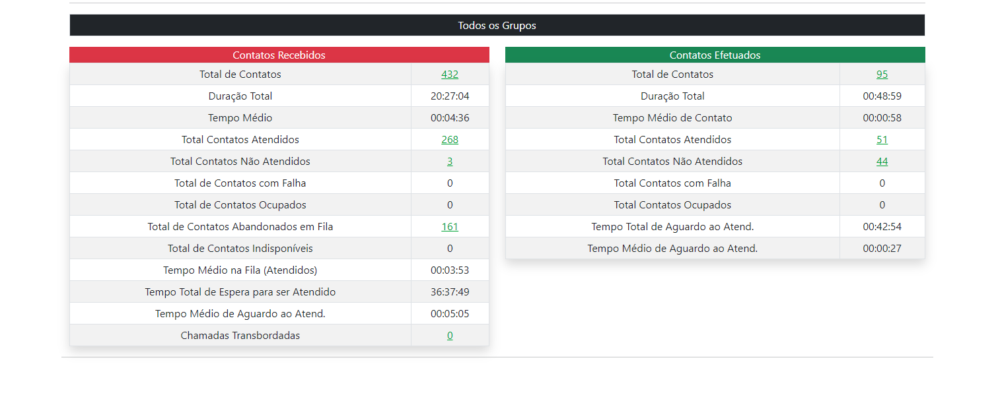 Todos os Grupos
Contatos Recebidos
Total de Contatos 432
Duração Total 20:27:04
Tempo Médio 00:04:36
Total Contatos Atendidos 268
Total Contatos Não Atendidos 3
Total de Contatos com Falha 0
Total de Contatos Ocupados 0
Total de Contatos Abandonados em Fila 161
Total de Contatos Indisponíveis 0
Tempo Médio na Fila (Atendidos) 00:03:53
Tempo Total de Espera para ser Atendido 36:37:49
Tempo Médio de Aguardo ao Atend. 00:05:05
Chamadas Transbordadas 0
Contatos Efetuados
Total de Contatos 95
Duração Total 00:48:59
Tempo Médio de Contato 00:00:58
Total Contatos Atendidos 51
Total Contatos Não Atendidos 44
Total Contatos com Falha 0
Total Contatos Ocupados 0
Tempo Total de Aguardo ao Atend. 00:42:54
Tempo Médio de Aguardo ao Atend. 00:00:27